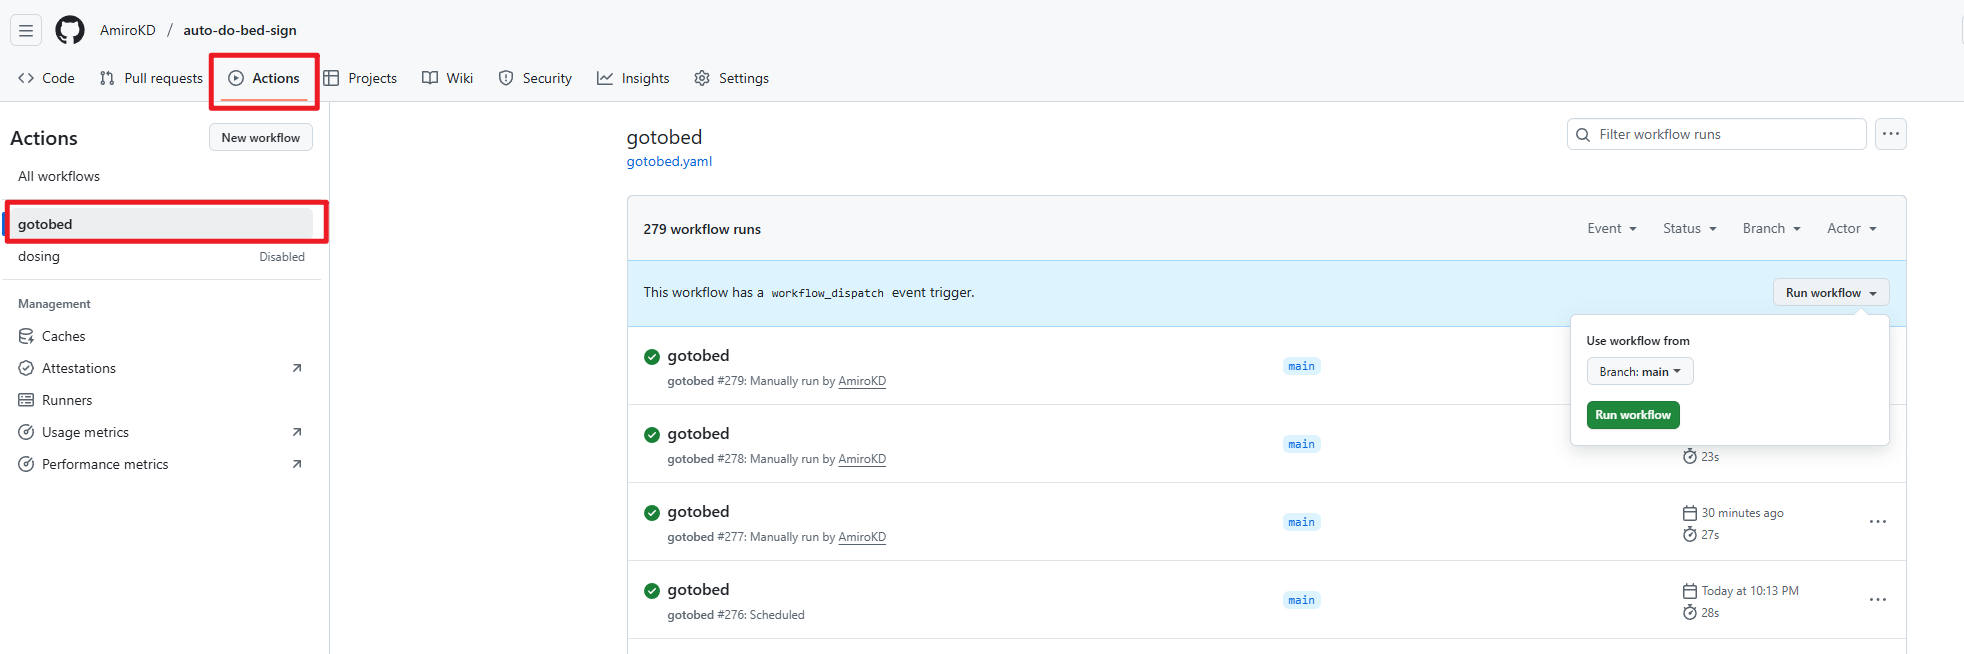 AmiroKD / auto-do-bed-sign
Code Pull requests Actions Projects Wiki Security Insights Settings
Actions
New workflow
All workflows
gotobed
dosing Disabled
Management
Caches
Attestations
Runners
Usage metrics
Performance metrics
gotobed
gotobed.yaml
Filter workflow runs
279 workflow runs
Event Status Branch Actor
This workflow has a workflow_dispatch event trigger.
Run workflow
Use workflow from
Branch: main
Run workflow
gotobed
gotobed #279: Manually run by AmiroKD
main
gotobed
gotobed #278: Manually run by AmiroKD
main
23s
gotobed
gotobed #277: Manually run by AmiroKD
main
30 minutes ago
27s
gotobed
gotobed #276: Scheduled
main
Today at 10:13 PM
28s